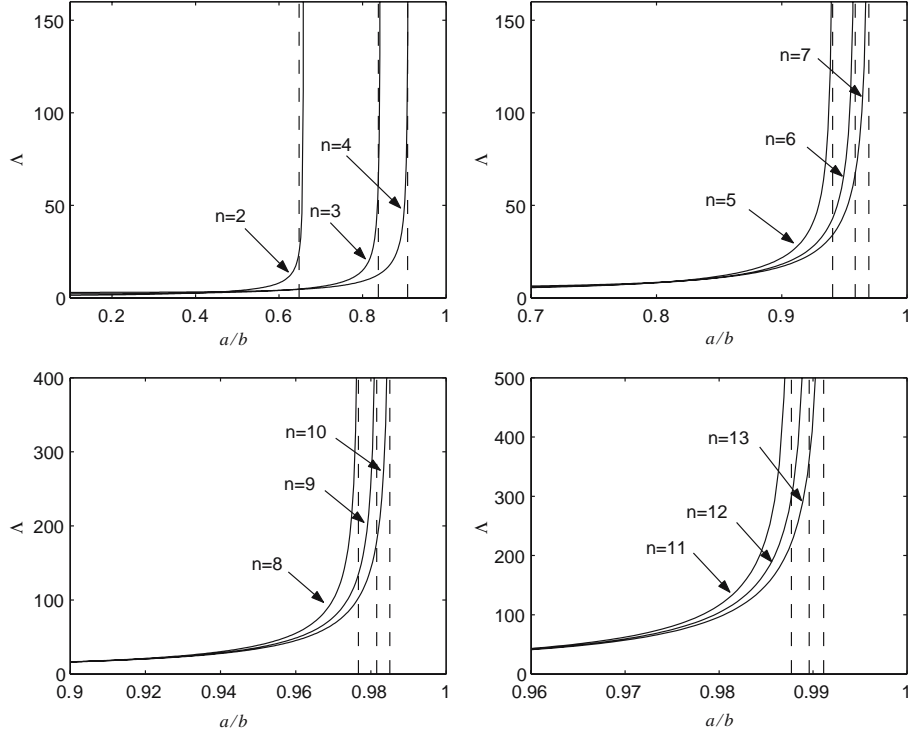 150
100
50
0
Λ
n=4
n=2
n=3
0.2 0.4 0.6 0.8 1
a/b
150
100
50
0
Λ
n=7
n=6
n=5
0.7 0.8 0.9 1
a/b
400
300
200
100
0
Λ
n=10
n=9
n=8
0.9 0.92 0.94 0.96 0.98 1
a/b
500
400
300
200
100
0
Λ
n=13
n=12
n=11
0.96 0.97 0.98 0.99 1
a/b